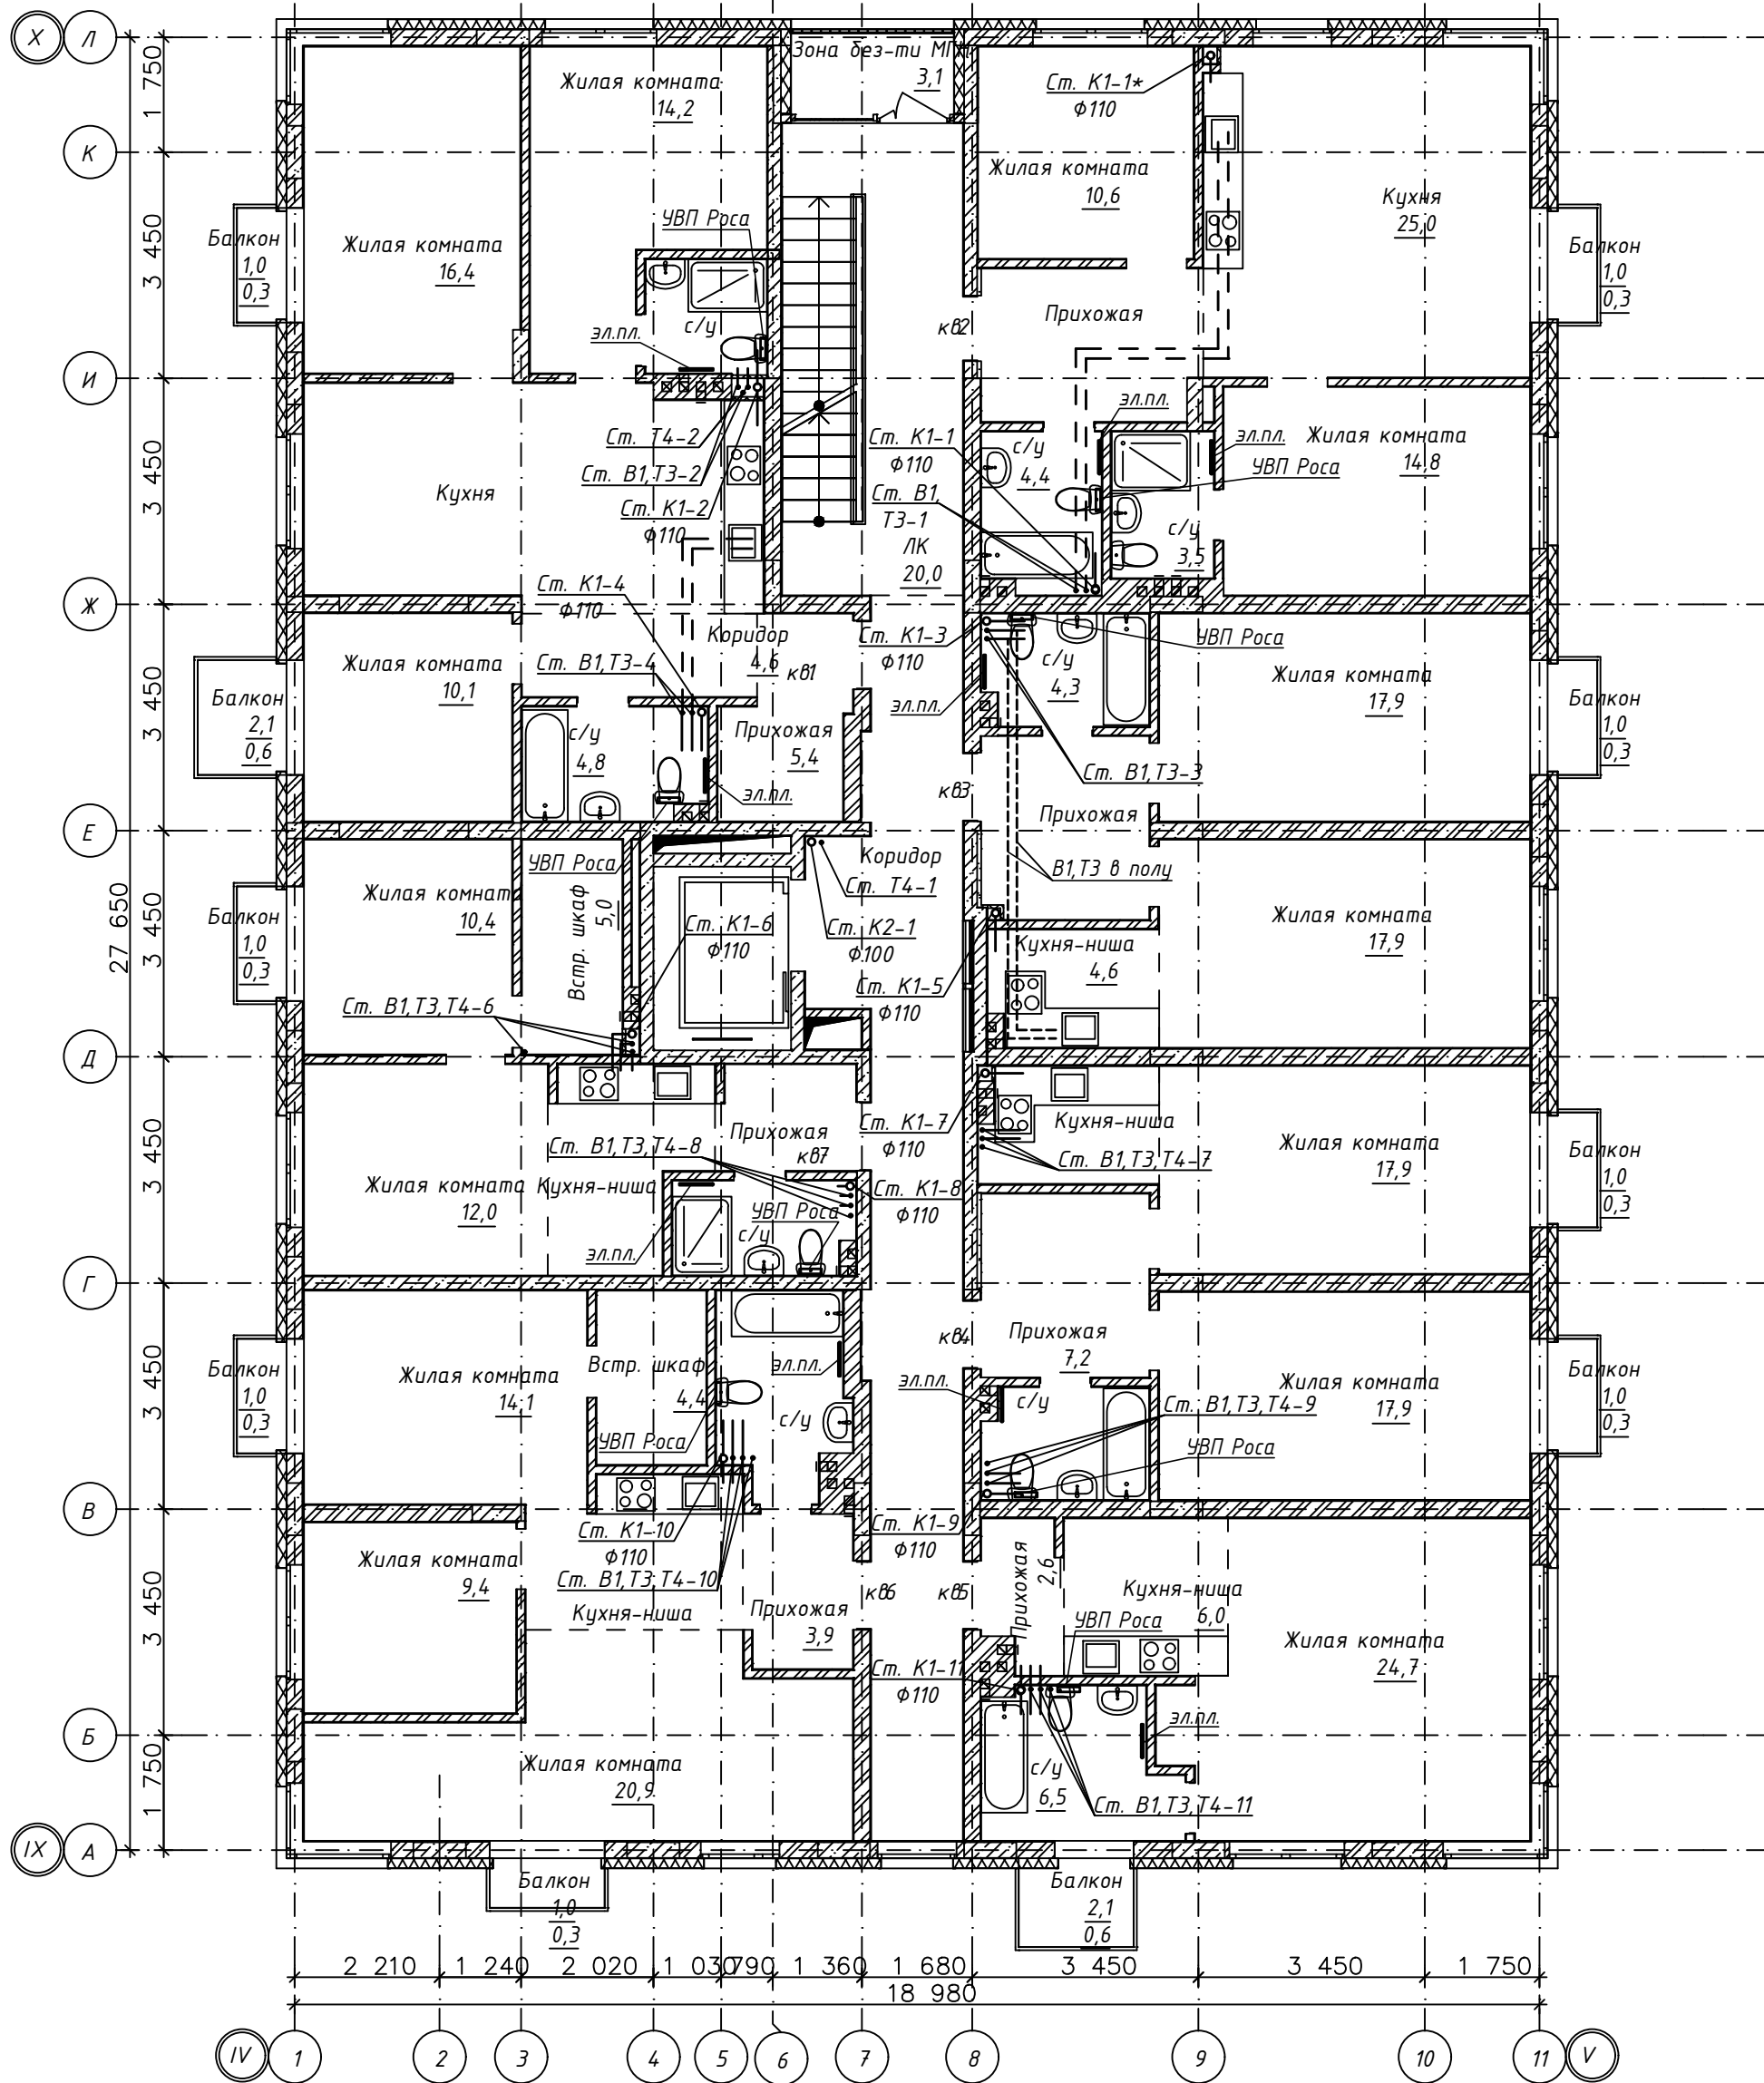 X
Л
К
И
Ж
Е
Д
Г
В
Б
IX
А
1 750
3 450
3 450
3 450
3 450
3 450
3 450
3 450
1 750
27 650
Зона без-ти МГН
3,1
Жилая комната
14,2
Ст. К1-1*
Ф110
Жилая комната
10,6
Кухня
25,0
Балкон
1,0
0,3
Жилая комната
16,4
УВП Роса
с/у
эл.пл.
Прихожая
кв2
Балкон
1,0
0,3
Ст. Т4-2
Ст. В1,Т3-2
Ст. К1-2
Ф110
Кухня
Ст. К1-1
Ф110
Ст. В1,
Т3-1
ЛК
20,0
с/у
4,4
эл.пл.
эл.пл.
Жилая комната
14,8
УВП Роса
с/у
3,5
Ст. К1-4
Ф110
Коридор
4,6
кв1
Ст. В1,Т3-4
Жилая комната
10,1
Балкон
2,1
0,6
с/у
4,8
Прихожая
5,4
эл.пл.
Ст. К1-3
Ф110
УВП Роса
с/у
4,3
эл.пл.
Жилая комната
17,9
Балкон
1,0
0,3
Ст. В1,Т3-3
кв3
Прихожая
В1,Т3 в полу
УВП Роса
Коридор
Ст. Т4-1
Ст. К2-1
Ф100
Жилая комната
10,4
Встр. шкаф
5,0
Ст. К1-6
Ф110
Балкон
1,0
0,3
Ст. В1,Т3,Т4-6
Ст. К1-5
Ф110
Кухня-ниша
4,6
Жилая комната
17,9
Прихожая
кв7
Ст. В1,Т3,Т4-8
Жилая комната
12,0
Кухня-ниша
УВП Роса
с/у
эл.пл.
Ст. К1-7
Ф110
Ст. К1-8
Ф110
Кухня-ниша
Ст. В1,Т3,Т4-7
Жилая комната
17,9
Балкон
1,0
0,3
Балкон
1,0
0,3
Жилая комната
14,1
Встр. шкаф
4,4
эл.пл.
с/у
УВП Роса
кв4
Прихожая
7,2
эл.пл.
с/у
Ст. В1,Т3,Т4-9
УВП Роса
Жилая комната
17,9
Балкон
1,0
0,3
Ст. К1-10
Ф110
Ст. В1,Т3,Т4-10
Жилая комната
9,4
Кухня-ниша
Прихожая
3,9
кв6
Ст. К1-9
Ф110
кв5
Прихожая
2,6
Кухня-ниша
6,0
УВП Роса
Жилая комната
24,7
Ст. К1-11
Ф110
эл.пл.
с/у
6,5
Ст. В1,Т3,Т4-11
Жилая комната
20,9
Балкон
1,0
0,3
Балкон
2,1
0,6
2 210
1 240
2 020
1 030
790
1 360
1 680
3 450
3 450
1 750
18 980
IV
1
2
3
4
5
6
7
8
9
10
11
V